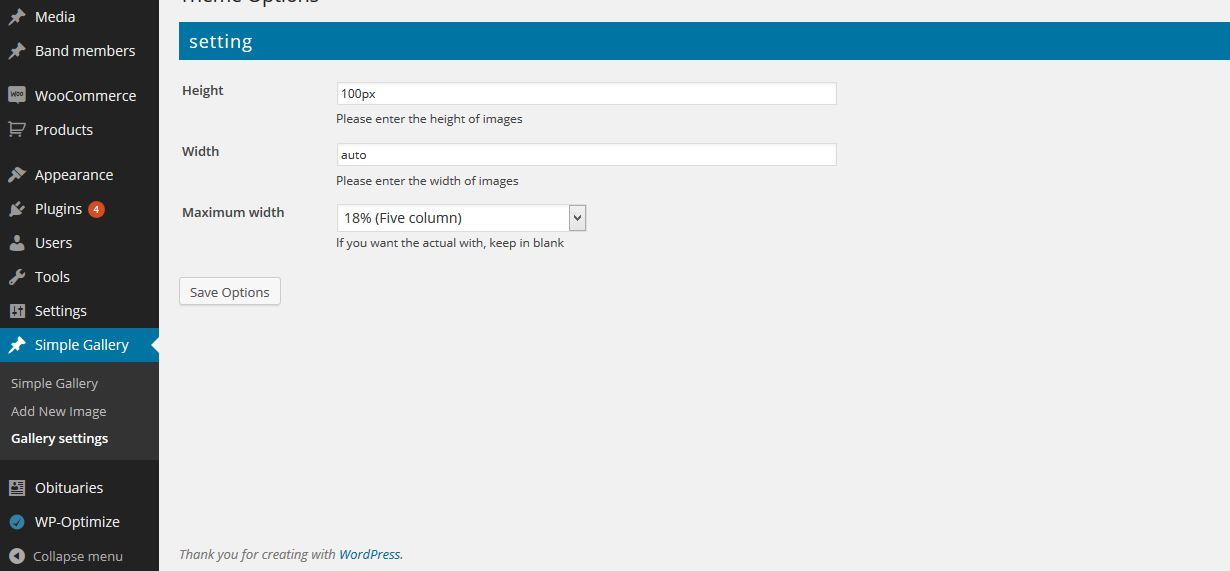 Theme Options
Media
Band members
WooCommerce
Products
Appearance
Plugins 4
Users
Tools
Settings
Simple Gallery
Simple Gallery
Add New Image
Gallery settings
Obituaries
WP-Optimize
Collapse menu
setting
Height
100px
Please enter the height of images
Width
auto
Please enter the width of images
Maximum width
18% (Five column)
If you want the actual with, keep in blank
Save Options
Thank you for creating with WordPress.